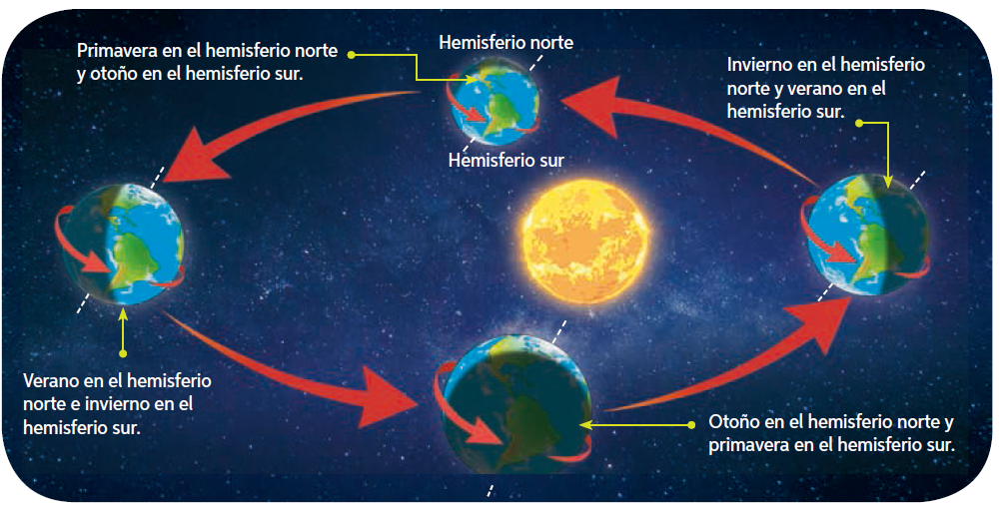 Primavera en el hemisferio norte
y otoño en el hemisferio sur.
Hemisferio norte
Hemisferio sur
Invierno en el hemisferio
norte y verano en el
hemisferio sur.
Verano en el hemisferio
norte e invierno en el
hemisferio sur.
Otoño en el hemisferio norte y
primavera en el hemisferio sur.